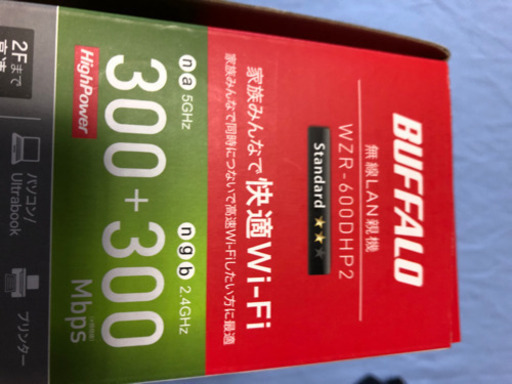 BUFFALO
無線LAN親機
WZR-600DHP2
Standard ★★
家族みんなで快適Wi-Fi
家族みんなで同時につないで高速Wi-Fiしたい方に最適
n a 5GHz
n g b 2.4GHz
300+300
Mbps
HighPower
2Fまで
パソコン/
Ultrabook
プリンター